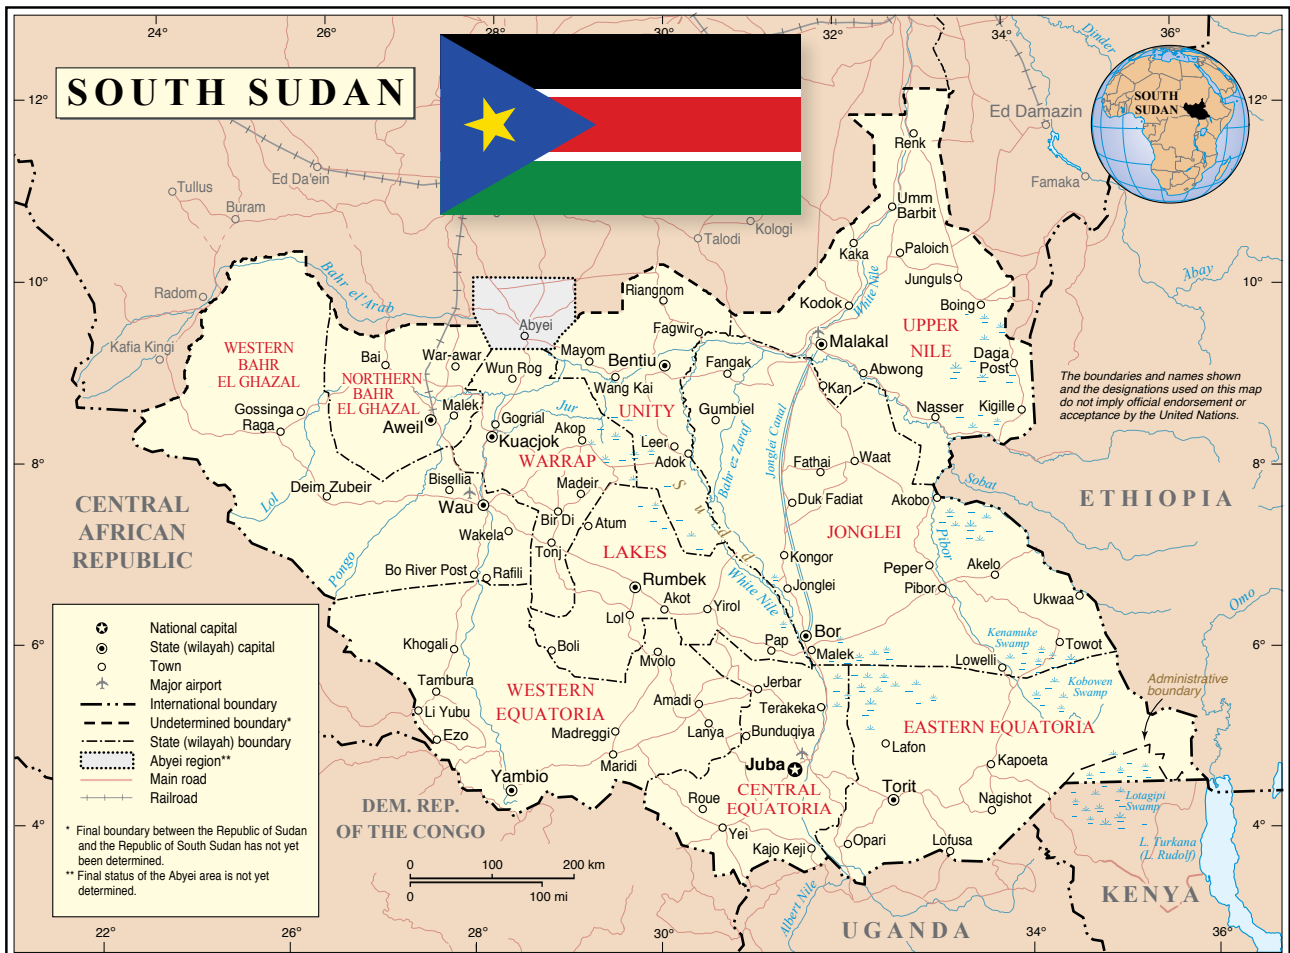 24°
26°
28°
30°
32°
34°
36°
SOUTH SUDAN
12°
12°
SOUTH
SUDAN
Dinder
Ed Damazin
Famaka
Renk
Ed Da'ein
Tullus
Buram
Talodi
Kologi
Umm
Barbit
Kaka
Paloich
White Nile
Junguls
Abay
10°
10°
Radom
Bahr el'Arab
Riangnom
Kodok
Boing
Kafia Kingi
Abyei
Fagwir
Malakal
UPPER
NILE
WESTERN
BAHR
EL GHAZAL
Bai
War-awar
Wun Rog
Mayom
Bentiu
Fangak
Abwong
Daga
Post
NORTHERN
BAHR
EL GHAZAL
Wang Kai
Kan
The boundaries and names shown
and the designations used on this map
do not imply official endorsement or
acceptance by the United Nations.
Gossinga
Raga
Malek
Aweil
Gogrial
Jur
UNITY
Gumbiel
Nasser
Kigille
Kuacjok
Akop
Leer
Adok
Bahr ez Zaraf
Jonglei Canal
WARRAP
Fathai
Waat
8°
8°
Deim Zubeir
Bisellia
Madeir
Sudd
Duk Fadiat
Akobo
Sobat
ETHIOPIA
CENTRAL
AFRICAN
REPUBLIC
Lol
Wau
Bir Di
Atum
JONGLEI
Pibor
Wakela
Tonj
LAKES
Kongor
Pongo
Bo River Post
Rafili
Rumbek
White Nile
Jonglei
Peper
Pibor
Akelo
Ukwaa
Omo
Akot
Lol
Yirol
Bor
Khogali
Boli
Mvolo
Pap
Malek
Kenamuke
Swamp
Towot
6°
6°
Lowelli
Kobowen
Swamp
Administrative
boundary
Tambura
Li Yubu
Ezo
WESTERN
EQUATORIA
Jerbar
Amadi
Terakeka
Lanya
Bunduqiya
EASTERN EQUATORIA
Madreggi
Maridi
Lafon
Juba
Kapoeta
Yambio
CENTRAL
EQUATORIA
Torit
Nagishot
Lotagipi
Swamp
DEM. REP.
OF THE CONGO
Roue
Yei
Kajo Keji
Opari
Lofusa
L. Turkana
(L. Rudolf)
4°
4°
Albert Nile
UGANDA
KENYA
National capital
State (wilayah) capital
Town
Major airport
International boundary
Undetermined boundary*
State (wilayah) boundary
Abyei region**
Main road
Railroad
* Final boundary between the Republic of Sudan
and the Republic of South Sudan has not yet
been determined.
** Final status of the Abyei area is not yet
determined.
0 100 200 km
0 100 mi
22°
26°
28°
30°
34°
36°